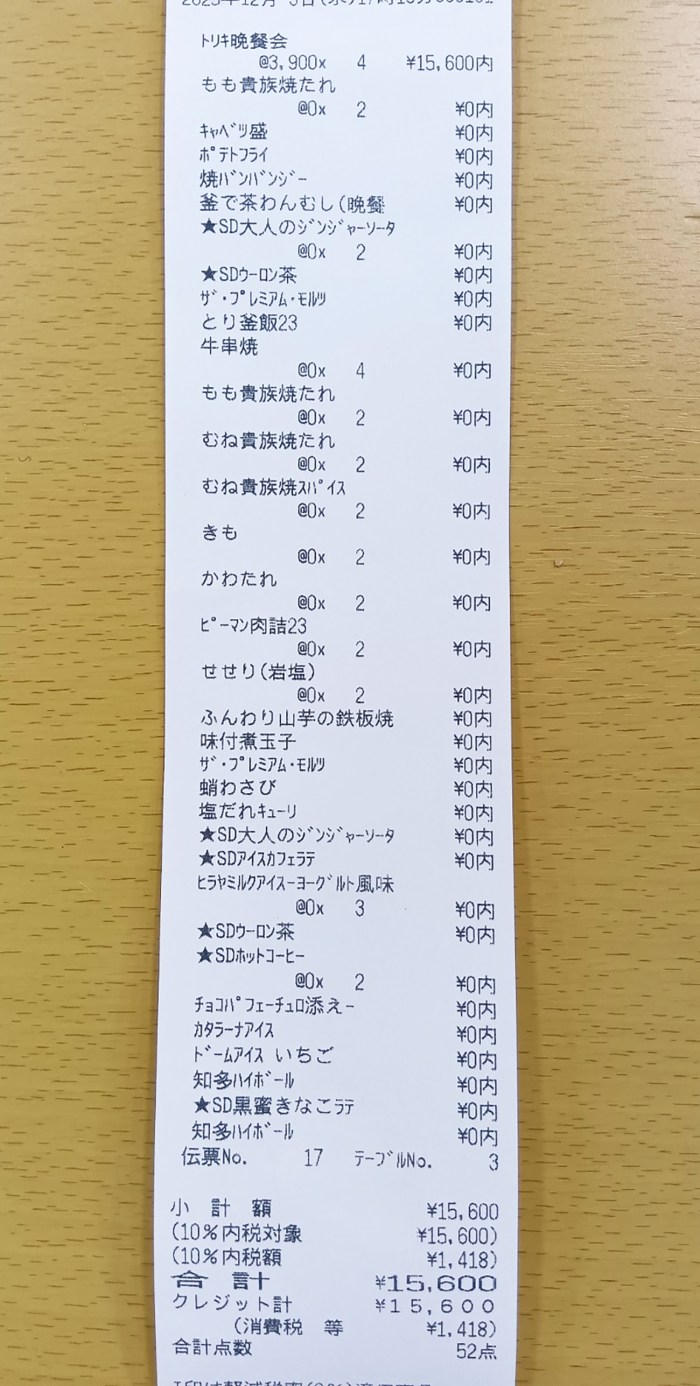 トリキ晩餐会
@3,900x 4 ¥15,600内
もも貴族焼たれ
@0x 2 ¥0内
キャベツ盛 ¥0内
ポテトフライ ¥0内
焼バンバンジー ¥0内
釜で茶わんむし(晩餐 ¥0内
★SD大人のジンジャーソータ
@0x 2 ¥0内
★SDウーロン茶 ¥0内
ザ・プレミアム・モルツ ¥0内
とり釜飯23 ¥0内
牛串焼
@0x 4 ¥0内
もも貴族焼たれ
@0x 2 ¥0内
むね貴族焼たれ
@0x 2 ¥0内
むね貴族焼スパイス
@0x 2 ¥0内
きも
@0x 2 ¥0内
かわたれ
@0x 2 ¥0内
ピーマン肉詰23
@0x 2 ¥0内
せせり(岩塩)
@0x 2 ¥0内
ふんわり山芋の鉄板焼 ¥0内
味付煮玉子 ¥0内
ザ・プレミアム・モルツ ¥0内
蛸わさび ¥0内
塩だれキューリ ¥0内
★SD大人のジンジャーソータ ¥0内
★SDアイスカフェラテ ¥0内
ヒラヤミルクアイスーヨーグルト風味
@0x 3 ¥0内
★SDウーロン茶 ¥0内
★SDホットコーヒー
@0x 2 ¥0内
チョコパフェーチュロ添えー ¥0内
カタラーナアイス ¥0内
ドームアイス いちご ¥0内
知多ハイボール ¥0内
★SD黒蜜きなこラテ ¥0内
知多ハイボール ¥0内
伝票No. 17 テーブルNo. 3
小 計 額 ¥15,600
(10%内税対象 ¥15,600)
(10%内税額 ¥1,418)
合 計 ¥15,600
クレジット計 ¥15,600
(消費税 等 ¥1,418)
合計点数 52点